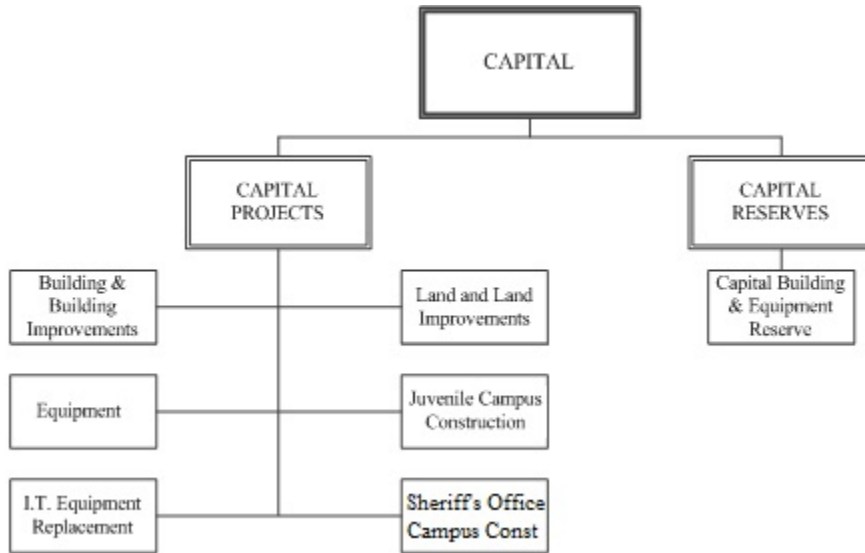 CAPITAL
CAPITAL
PROJECTS
CAPITAL
RESERVES
Building &
Building
Improvements
Land and Land
Improvements
Capital Building
& Equipment
Reserve
Equipment
Juvenile Campus
Construction
I.T. Equipment
Replacement
Sheriff's Office
Campus Const